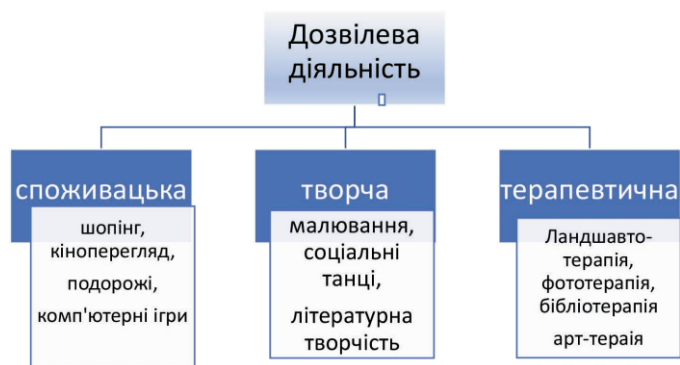 Дозвілева
діяльність
споживацька
шопінг,
кіноперегляд,
подорожі,
комп'ютерні ігри
творча
малювання,
соціальні
танці,
літературна
творчість
терапевтична
Ландшавто-
терапія,
фототерапія,
бібліотерапія
арт-тераія